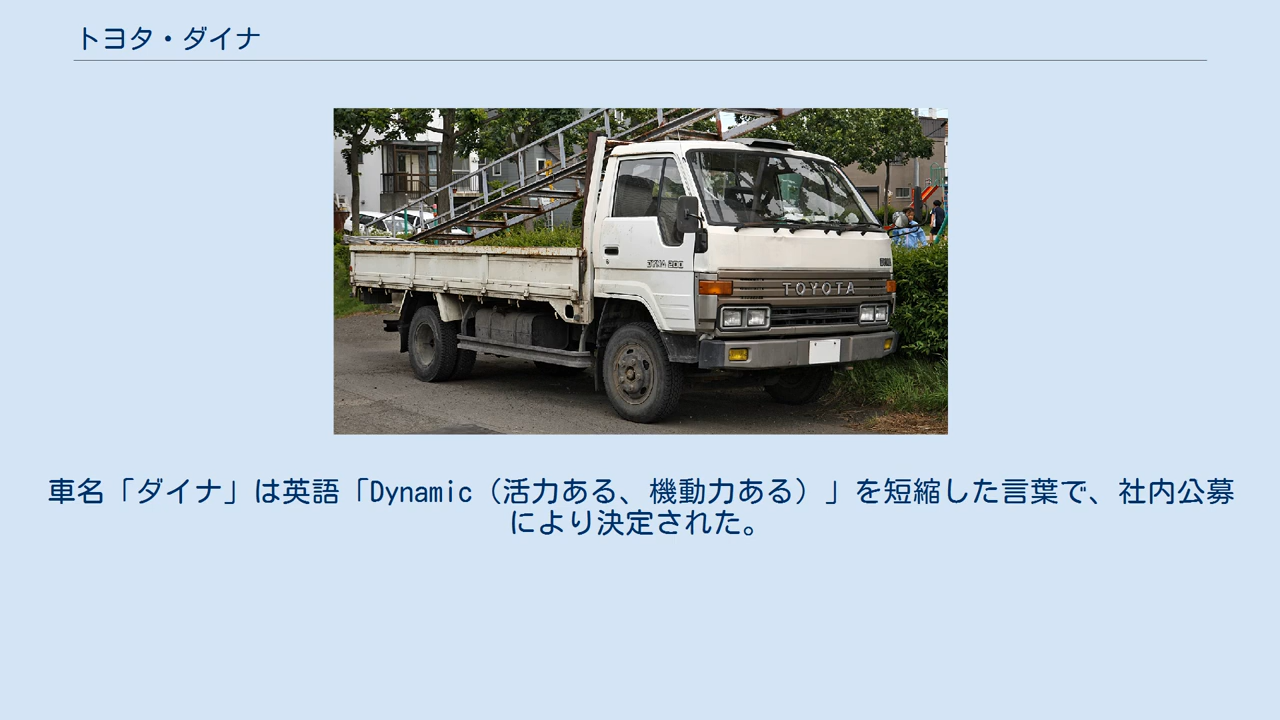 トヨタ・ダイナ
DYNA 200
TOYOTA
車名「ダイナ」は英語「Dynamic（活力ある、機動力ある）」を短縮した言葉で、社内公募
により決定された。